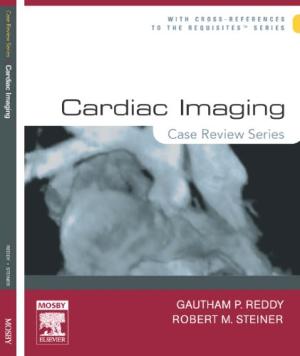 Case Review Series
Cardiac Imaging
REDDY • STEINER
MOSBY
ELSEVIER
WITH CROSS-REFERENCES
TO THE REQUISITES™ SERIES
Cardiac Imaging
Case Review Series
MOSBY
ELSEVIER
GAUTHAM P. REDDY
ROBERT M. STEINER